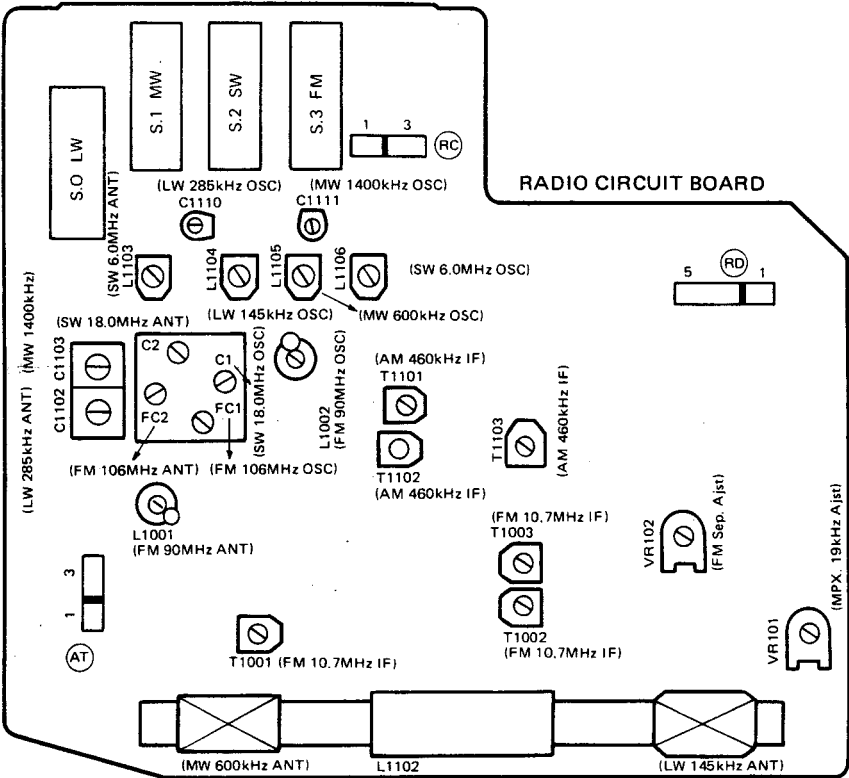 S.0 LW
S.1 MW
S.2 SW
S.3 FM
1 3
RC
RADIO CIRCUIT BOARD
(LW 285kHz OSC)
C1110
(MW 1400kHz OSC)
C1111
(SW 6.0MHz ANT)
L1103
L1104
L1105
L1106
(SW 6.0MHz OSC)
5 RD 1
(LW 145kHz OSC)
(MW 600kHz OSC)
(SW 18.0MHz ANT)
(MW 1400kHz)
C1103
(LW 285kHz ANT)
C1102
C2
C1
FC2
FC1
(SW 18.0MHz OSC)
L1002
(FM 90MHz OSC)
(AM 460kHz IF)
T1101
T1102
(AM 460kHz IF)
T1103
(AM 460kHz IF)
(FM 106MHz ANT)
(FM 106MHz OSC)
L1001
(FM 90MHz ANT)
(FM 10.7MHz IF)
T1003
T1002
(FM 10.7MHz IF)
VR102
(FM Sep. Ajst)
VR101
(MPX. 19kHz Ajst)
3
1
AT
T1001 (FM 10.7MHz IF)
(MW 600kHz ANT)
L1102
(LW 145kHz ANT)